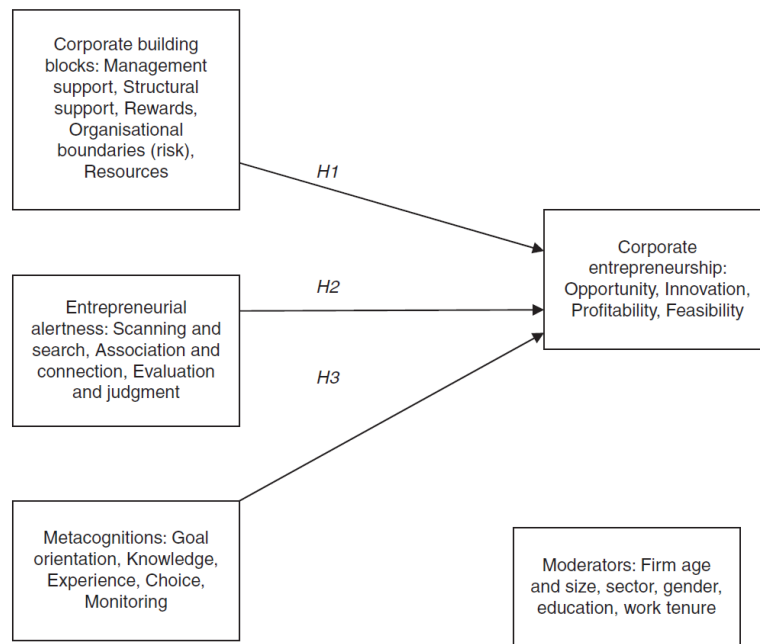 Corporate building
blocks: Management
support, Structural
support, Rewards,
Organisational
boundaries (risk),
Resources
H1
Corporate
entrepreneurship:
Opportunity, Innovation,
Profitability, Feasibility
Entrepreneurial
alertness: Scanning and
search, Association and
connection, Evaluation
and judgment
H2
H3
Metacognitions: Goal
orientation, Knowledge,
Experience, Choice,
Monitoring
Moderators: Firm age
and size, sector, gender,
education, work tenure